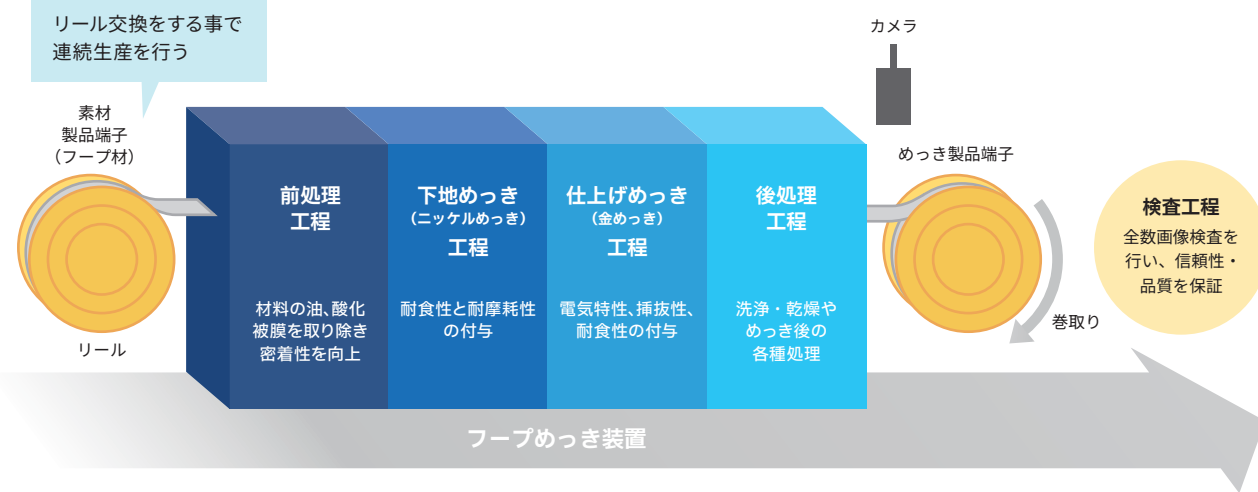 リール交換をする事で
連続生産を行う
素材
製品端子
（フープ材）
リール
前処理
工程
材料の油、酸化
被膜を取り除き
密着性を向上
下地めっき
（ニッケルめっき）
工程
耐食性と耐摩耗性
の付与
仕上げめっき
（金めっき）
工程
電気特性、挿抜性、
耐食性の付与
後処理
工程
洗浄・乾燥や
めっき後の
各種処理
カメラ
めっき製品端子
巻取り
検査工程
全数画像検査を
行い、信頼性・
品質を保証
フープめっき装置